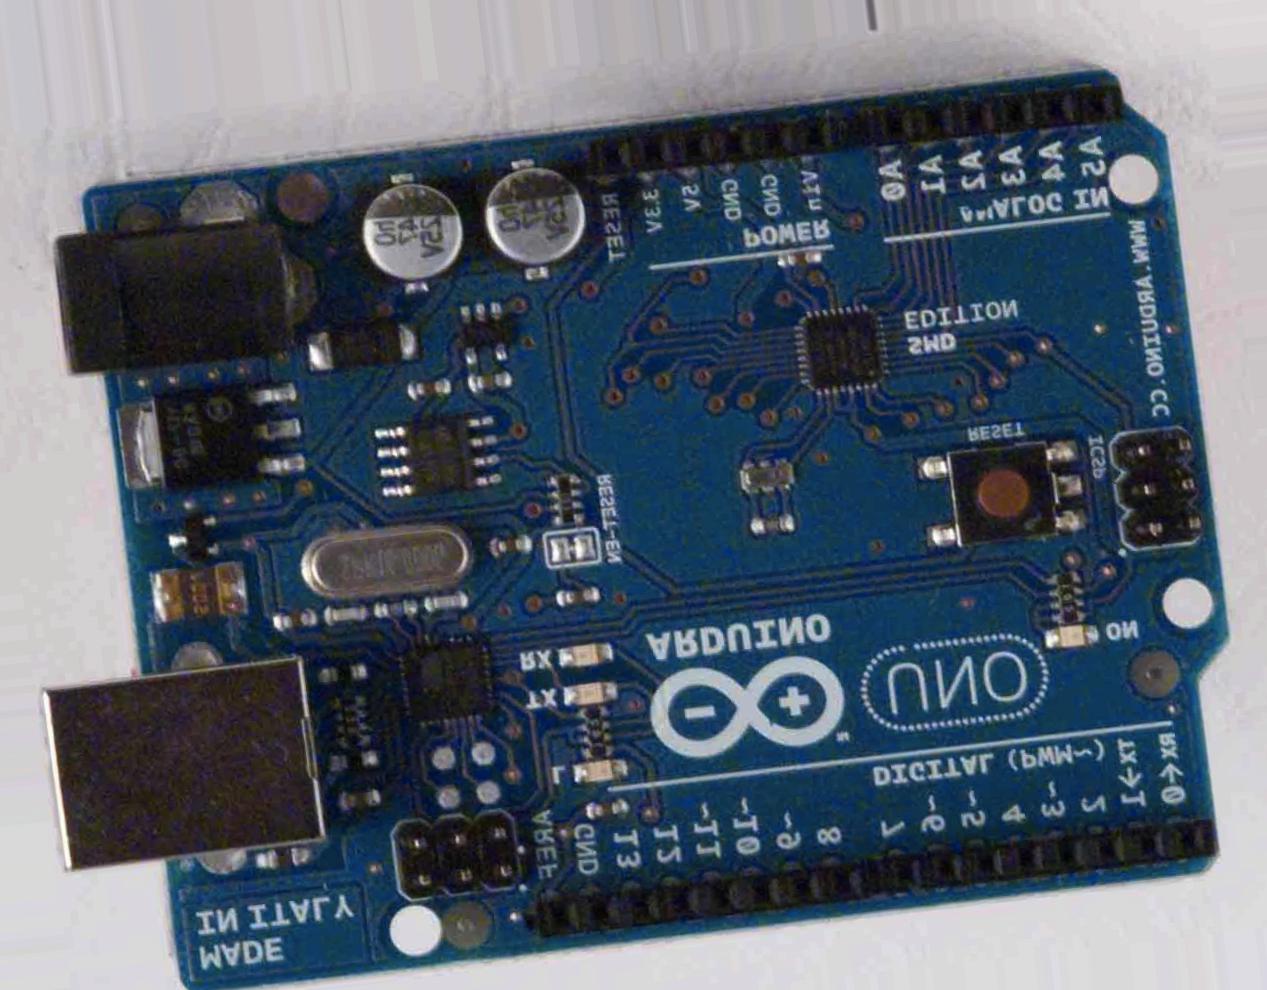 RESET
3.3V
5V
GND
GND
Vin
A0
A1
A2
A3
A4
A5
POWER
ANALOG IN
WWW.ARDUINO.CC
EDITION
SMD
RESET
ICSP
RESET-EN
ON
ARDUINO
UNO
RX
TX
L
DIGITAL (PWM~)
AREF
GND
13
12
~11
~10
~9
8
7
~6
~5
4
~3
2
TX→1
RX←0
IN ITALY
MADE